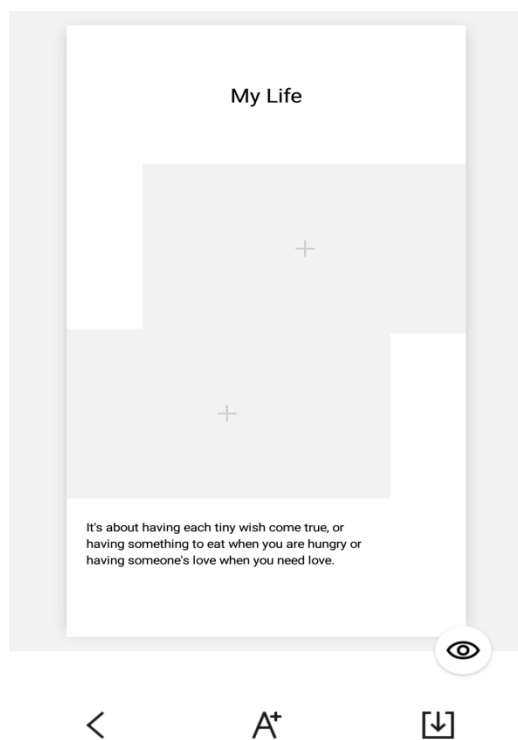 My Life
It's about having each tiny wish come true, or
having something to eat when you are hungry or
having someone's love when you need love.
A+